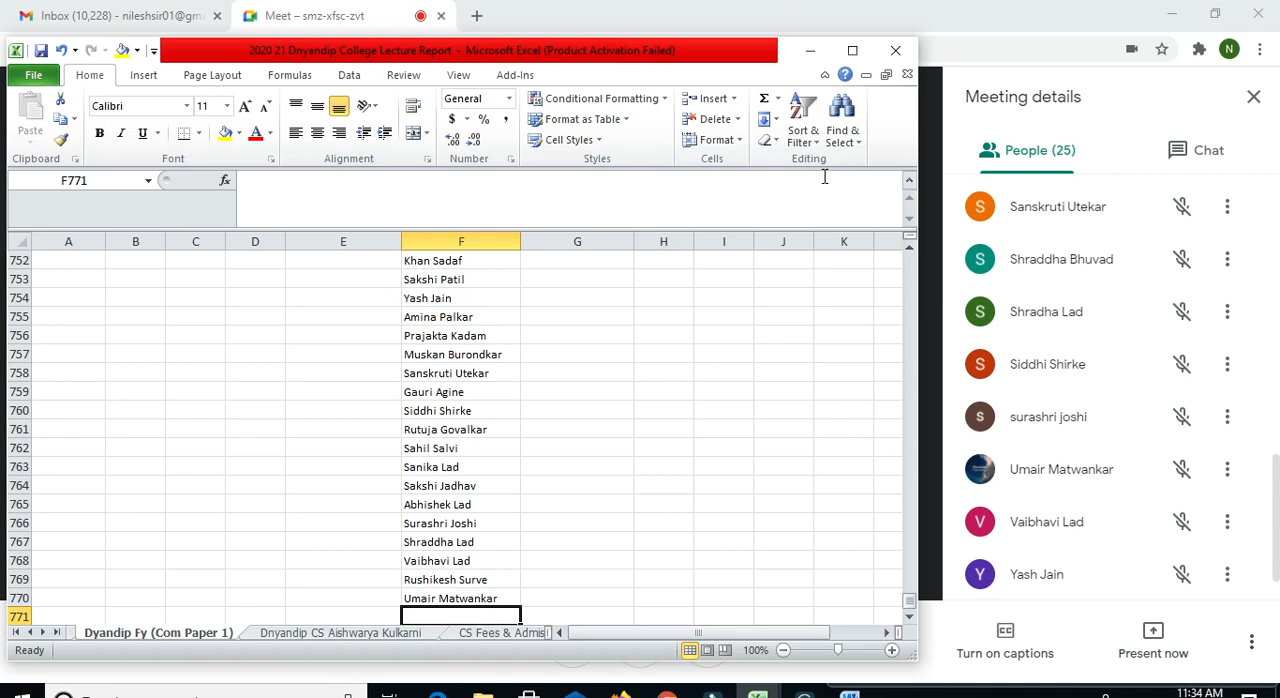 Inbox (10,228) - nileshsir01@gm
Meet – smz-xfsc-zvt
2020 21 Dnyandip College Lecture Report - Microsoft Excel (Product Activation Failed)
File Home Insert Page Layout Formulas Data Review View Add-Ins
N
Paste
Calibri 11
General
Conditional Formatting
Format as Table
Cell Styles
Insert
Delete
Format
Sort & Filter
Find & Select
Clipboard Font Alignment Number Styles Cells Editing
F771 fx
A B C D E F G H I J K
752 Khan Sadaf
753 Sakshi Patil
754 Yash Jain
755 Amina Palkar
756 Prajakta Kadam
757 Muskan Burondkar
758 Sanskruti Utekar
759 Gauri Agine
760 Siddhi Shirke
761 Rutuja Govalkar
762 Sahil Salvi
763 Sanika Lad
764 Sakshi Jadhav
765 Abhishek Lad
766 Surashri Joshi
767 Shraddha Lad
768 Vaibhavi Lad
769 Rushikesh Surve
770 Umair Matwankar
771
Dyandip Fy (Com Paper 1) Dnyandip CS Aishwarya Kulkarni CS Fees & Admis
Ready 100%
Meeting details
People (25) Chat
S Sanskruti Utekar
S Shraddha Bhuvad
S Shradha Lad
S Siddhi Shirke
s surashri joshi
Umair Matwankar
V Vaibhavi Lad
Y Yash Jain
Turn on captions Present now
11:34 AM